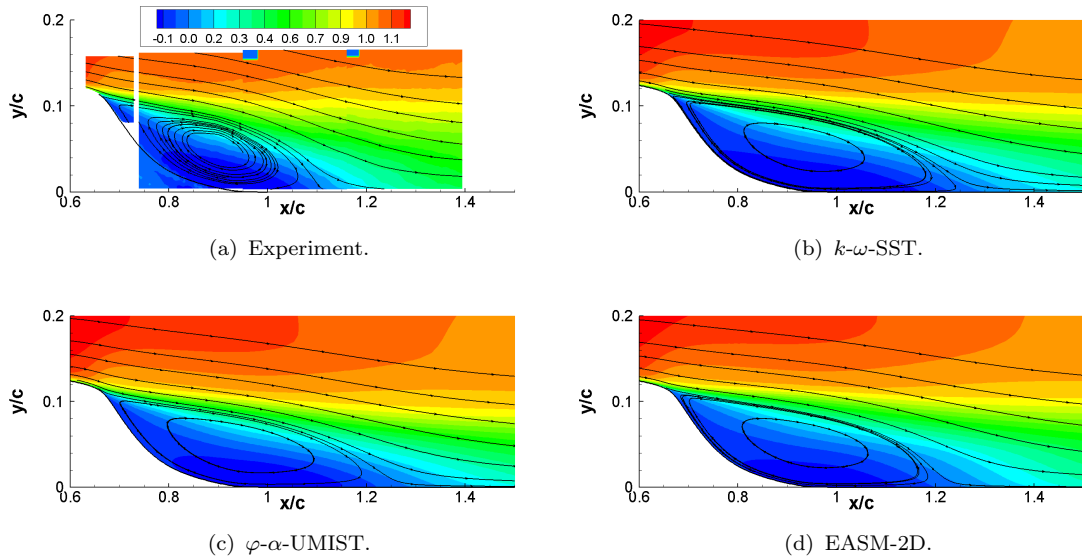 -0.1 0.0 0.2 0.3 0.4 0.6 0.7 0.9 1.0 1.1
y/c
0.2
0.1
0
0.6 0.8 1 1.2 1.4
x/c
(a) Experiment.
y/c
0.2
0.1
0
0.6 0.8 1 1.2 1.4
x/c
(b) k-ω-SST.
y/c
0.2
0.1
0
0.6 0.8 1 1.2 1.4
x/c
(c) φ-α-UMIST.
y/c
0.2
0.1
0
0.6 0.8 1 1.2 1.4
x/c
(d) EASM-2D.